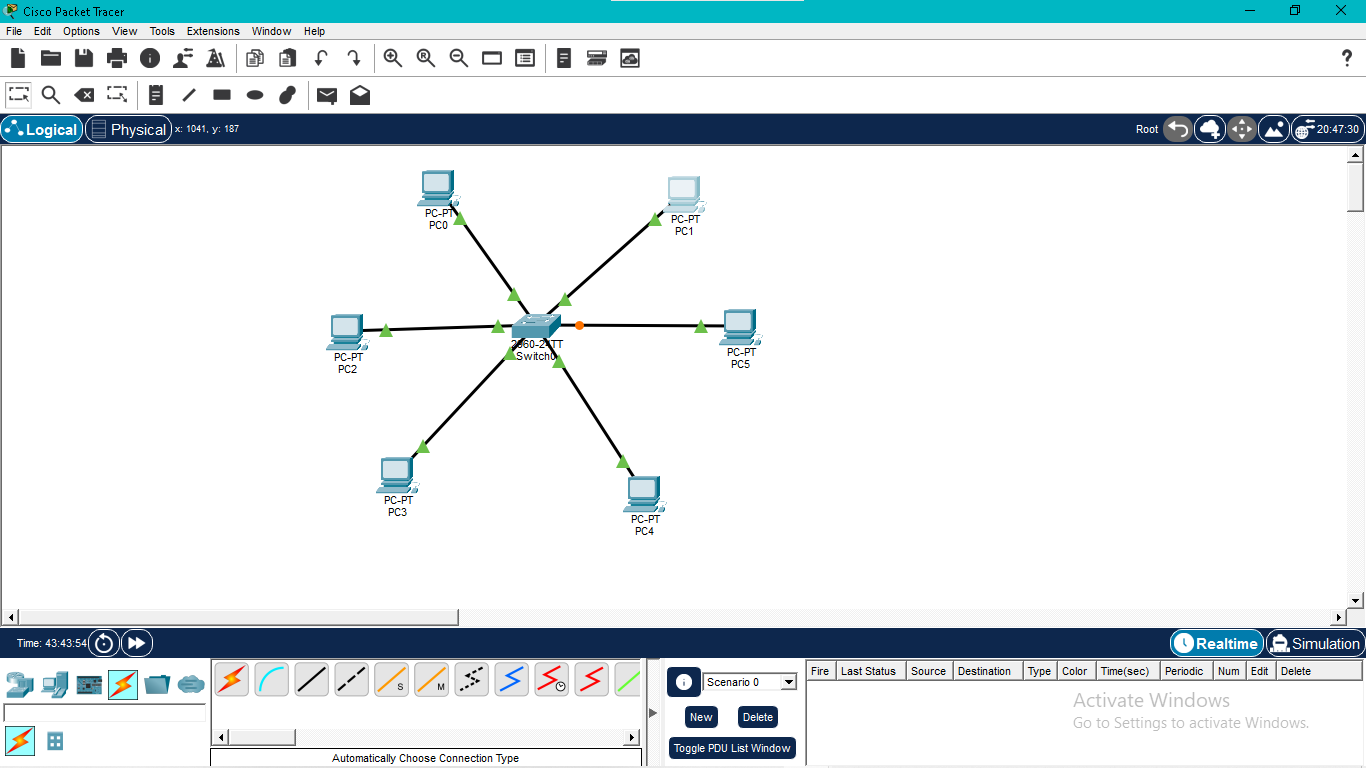 Cisco Packet Tracer
File Edit Options View Tools Extensions Window Help
?
Logical Physical x: 1041, y: 187 Root 20:47:30
PC-PT
PC0
PC-PT
PC1
PC-PT
PC2
2960-24TT
Switch0
PC-PT
PC5
PC-PT
PC3
PC-PT
PC4
Time: 43:43:54 Realtime Simulation
S M
Automatically Choose Connection Type
Scenario 0
New Delete
Toggle PDU List Window
Fire Last Status Source Destination Type Color Time(sec) Periodic Num Edit Delete
Activate Windows
Go to Settings to activate Windows.